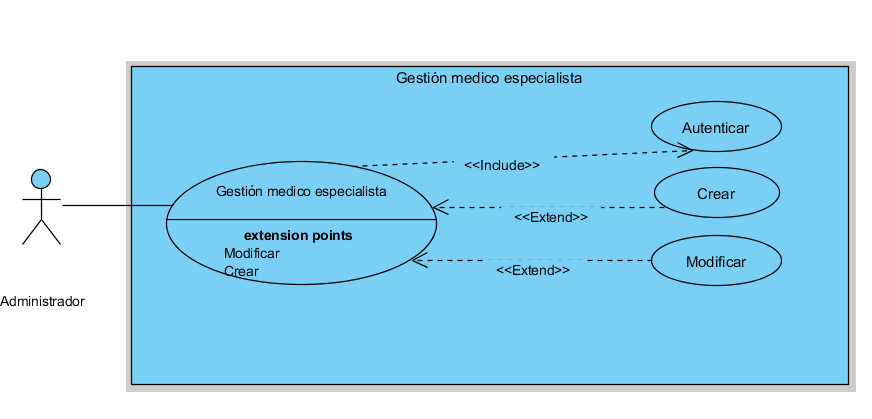 Gestión medico especialista
Autenticar
<<Include>>
Gestión medico especialista
Crear
<<Extend>>
extension points
Modificar
Crear
Modificar
<<Extend>>
Administrador